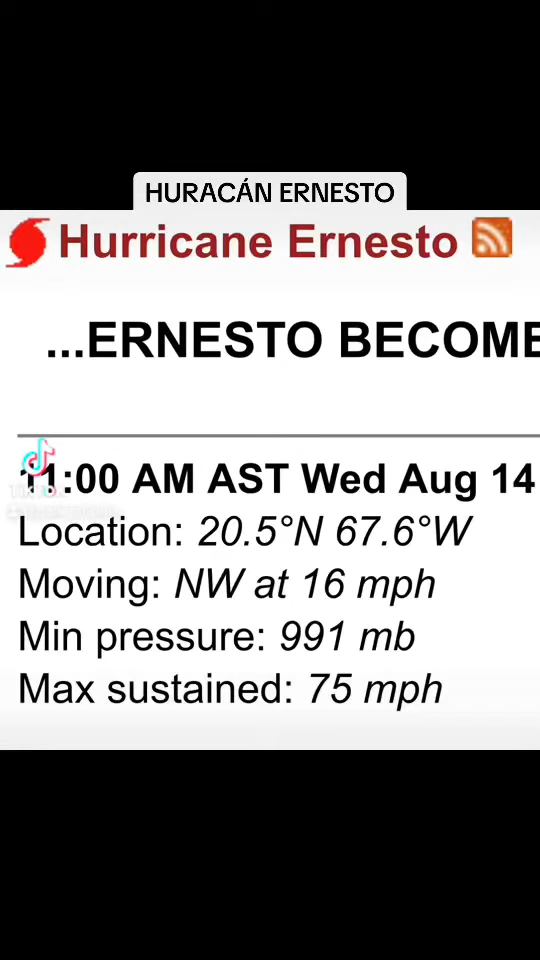 HURACÁN ERNESTO
Hurricane Ernesto
...ERNESTO BECOME
11:00 AM AST Wed Aug 14
TikTok
Location: 20.5°N 67.6°W
Moving: NW at 16 mph
Min pressure: 991 mb
Max sustained: 75 mph